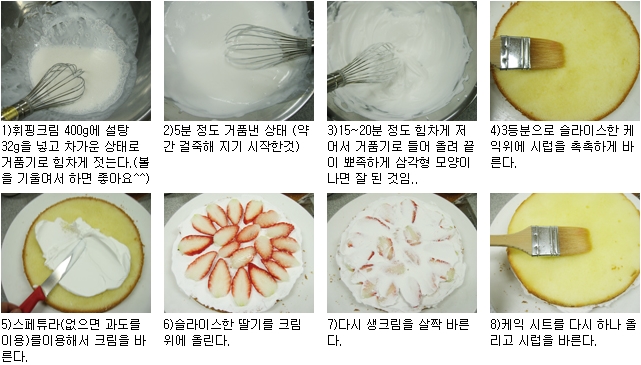 1)휘핑크림 400g에 설탕
32g을 넣고 차가운 상태로
거품기로 힘차게 젓는다.(볼
을 기울여서 하면 좋아요^^)
2)5분 정도 거품낸 상태 (약
간 걸죽해 지기 시작한것)
3)15~20분 정도 힘차게 저
어서 거품기로 들어 올려 끝
이 뾰족하게 삼각형 모양이
나면 잘 된 것임..
4)3등분으로 슬라이스한 케
익위에 시럽을 촉촉하게 바
른다.
5)스페튤라(없으면 과도를
이용)를이용해서 크림을 바
른다.
6)슬라이스한 딸기를 크림
위에 올린다.
7)다시 생크림을 살짝 바른
다.
8)케익 시트를 다시 하나 올
리고 시럽을 바른다.